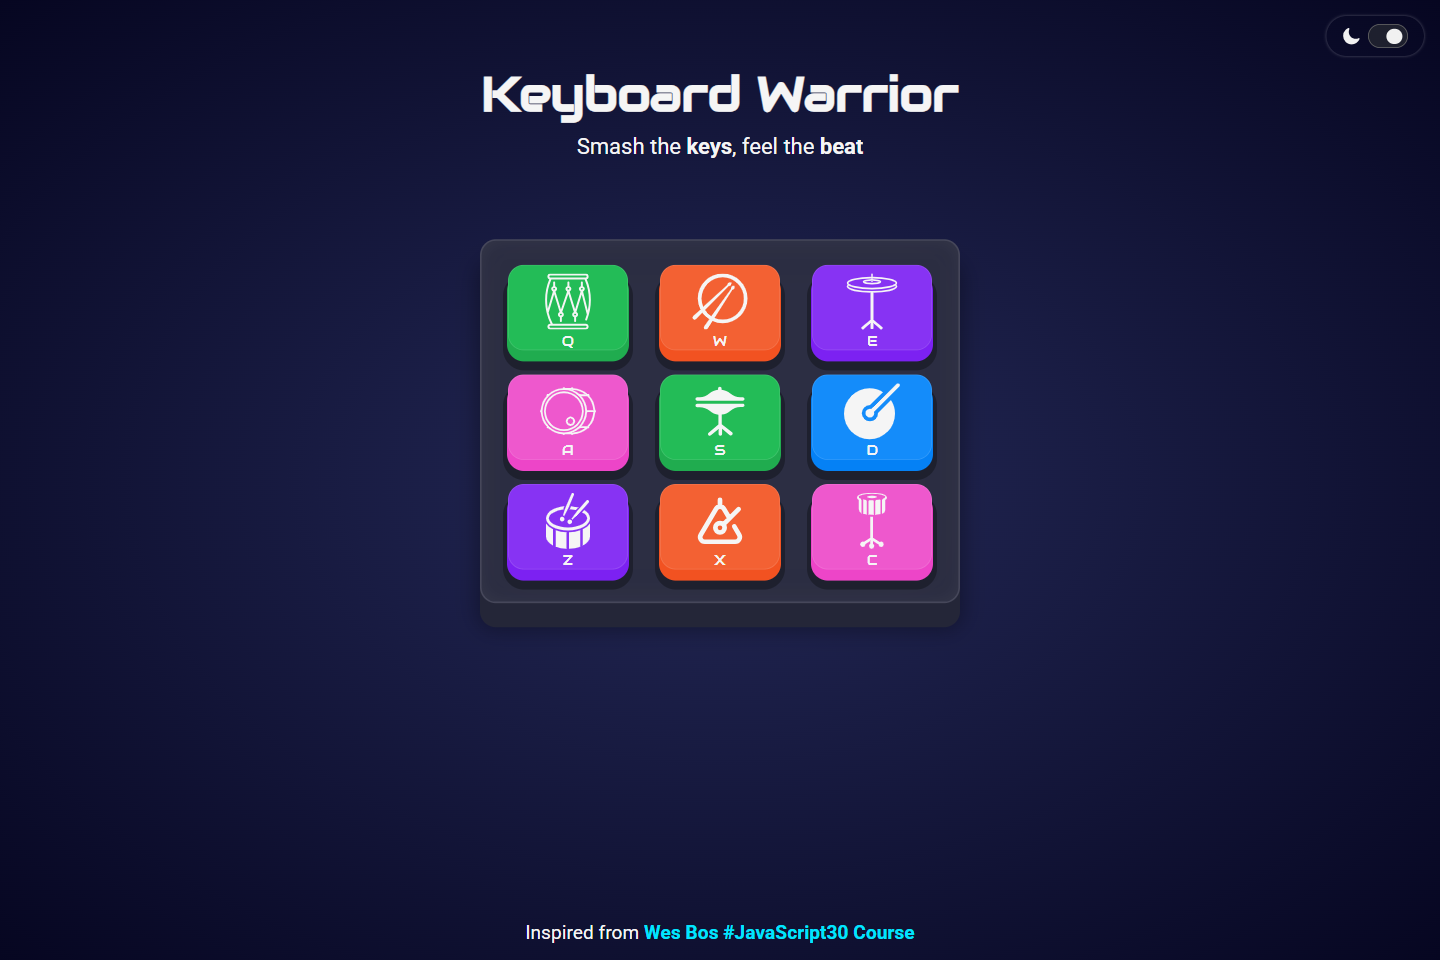 Keyboard Warrior
Smash the keys, feel the beat
Q W E
A S D
Z X C
Inspired from Wes Bos #JavaScript30 Course